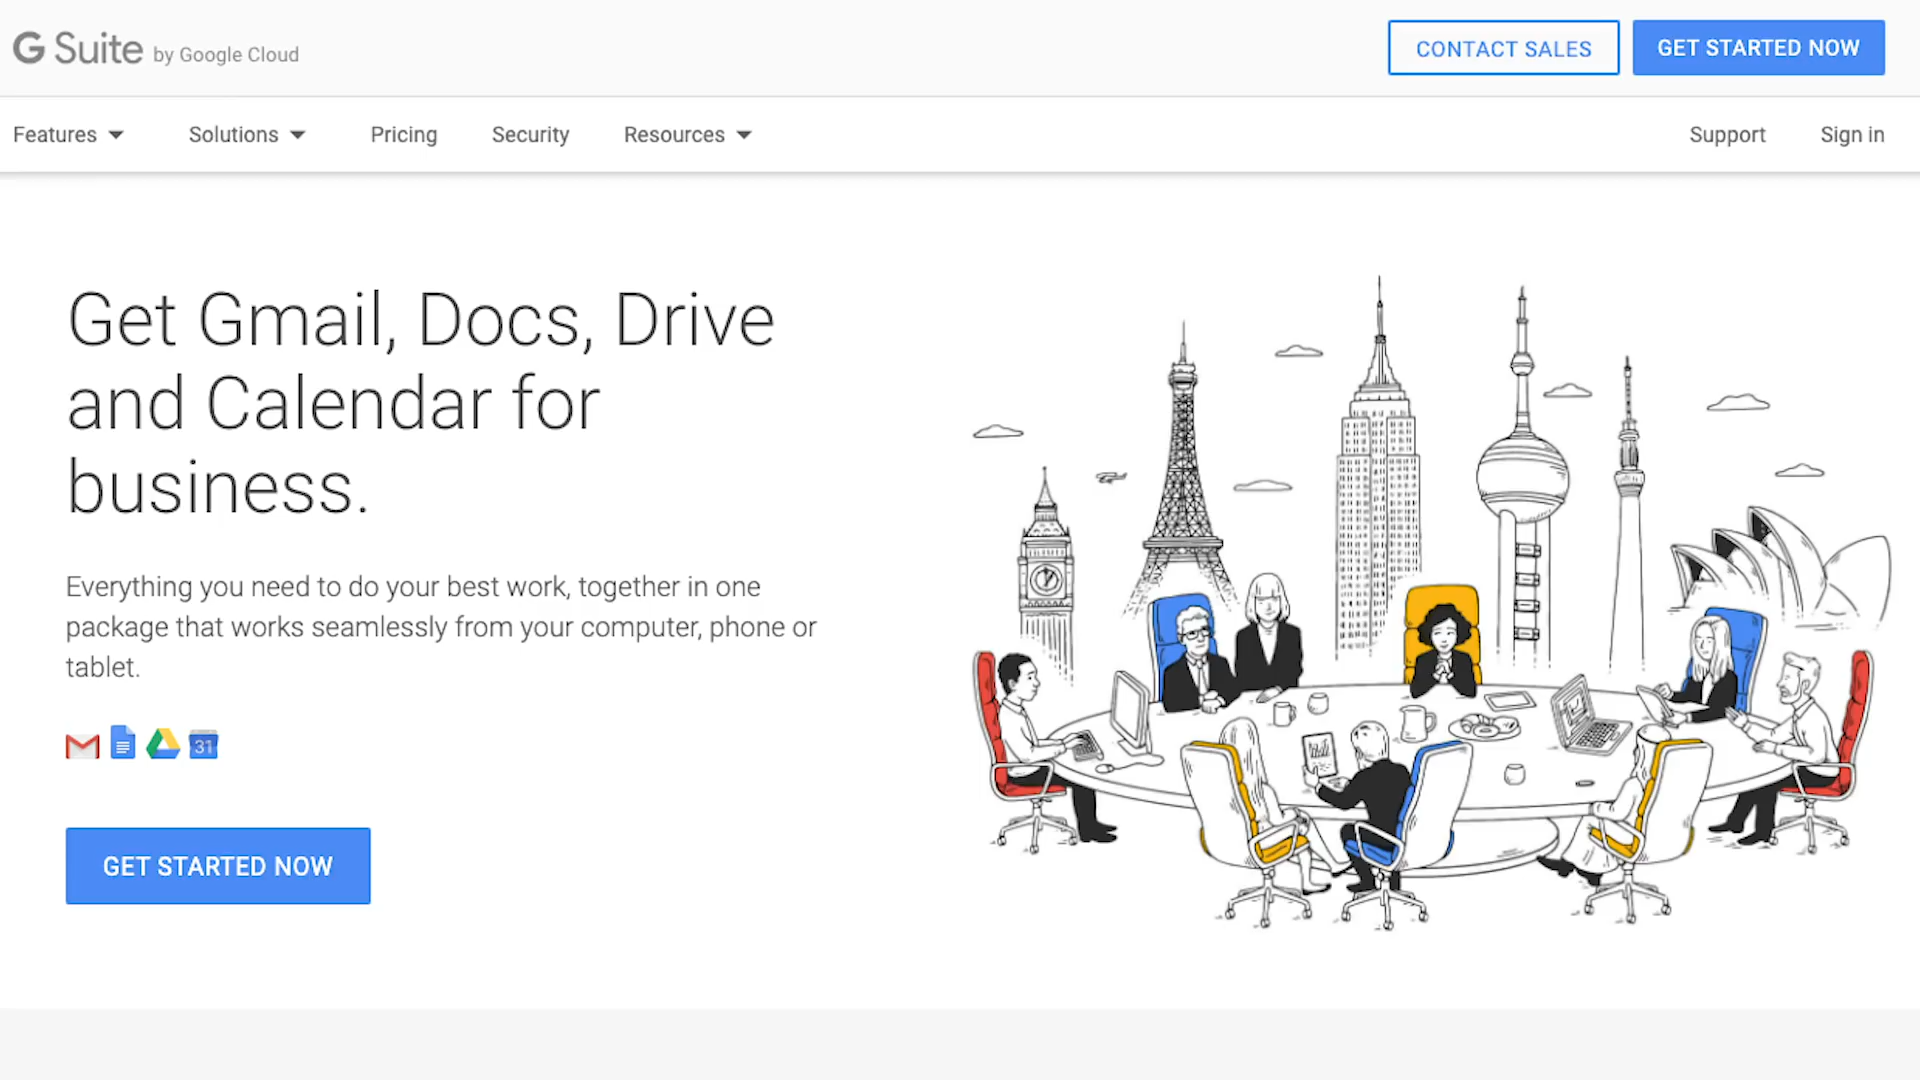 G Suite by Google Cloud
CONTACT SALES
GET STARTED NOW
Features
Solutions
Pricing
Security
Resources
Support
Sign in
Get Gmail, Docs, Drive
and Calendar for
business.
Everything you need to do your best work, together in one
package that works seamlessly from your computer, phone or
tablet.
31
GET STARTED NOW